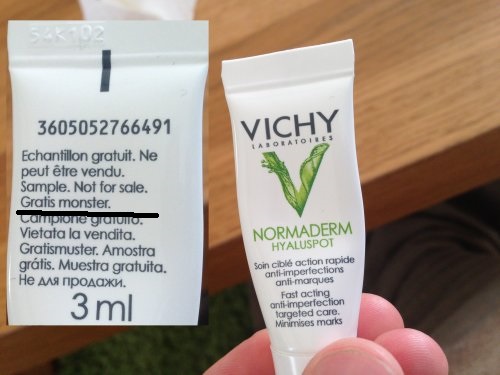 54K102
3605052766491
Echantillon gratuit. Ne
peut être vendu.
Sample. Not for sale.
Gratis monster.
Campione gratuito.
Vietata la vendita.
Gratismuster. Amostra
grátis. Muestra gratuita.
Не для продажи.
3 ml
VICHY
LABORATOIRES
NORMADERM
HYALUSPOT
Soin ciblé action rapide
anti-imperfections
anti-marques
Fast acting
anti-imperfection
targeted care.
Minimises marks